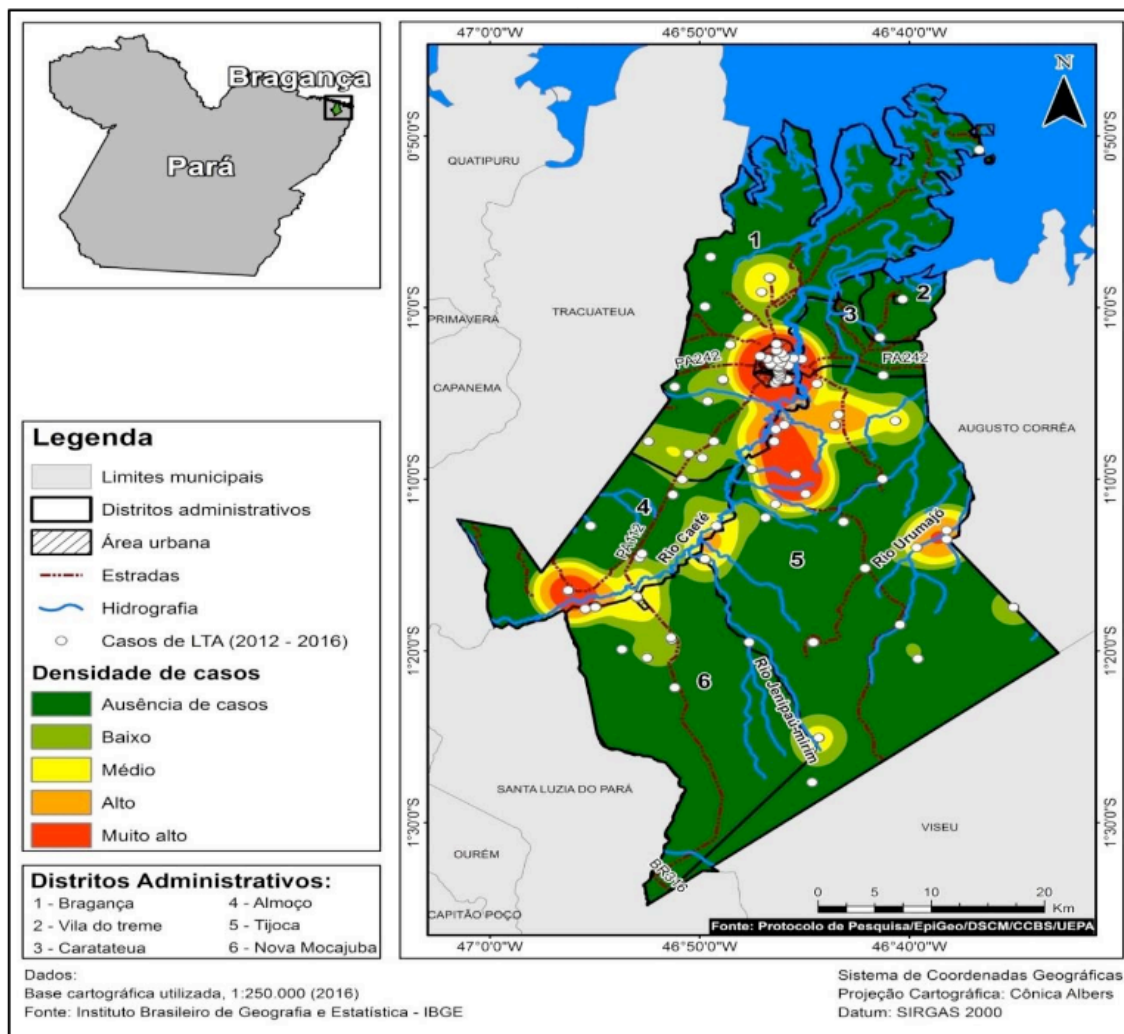 Bragança
Pará
Legenda
Limites municipais
Distritos administrativos
Área urbana
Estradas
Hidrografia
Casos de LTA (2012 - 2016)
Densidade de casos
Ausência de casos
Baixo
Médio
Alto
Muito alto
Distritos Administrativos:
1 - Bragança
2 - Vila do treme
3 - Caratateua
4 - Almoço
5 - Tijoca
6 - Nova Mocajuba
Dados:
Base cartográfica utilizada, 1:250.000 (2016)
Fonte: Instituto Brasileiro de Geografia e Estatística - IBGE
47°0'0"W 46°50'0"W 46°40'0"W
N
0°50'0"S 0°50'0"S
QUATIPURU
1
2
1°0'0"S 1°0'0"S
PRIMAVERA
TRACUATEUA
3
PA242 PA242
CAPANEMA
AUGUSTO CORRÊA
1°10'0"S 1°10'0"S
4
PA112
Rio Caeté
5
Rio Urumajó
1°20'0"S 1°20'0"S
6
Rio Jenipaú-mirim
SANTA LUZIA DO PARÁ
VISEU
1°30'0"S 1°30'0"S
OURÉM
BR316
CAPITÃO POÇO
0 5 10 20
Km
Fonte: Protocolo de Pesquisa/EpiGeo/DSCM/CCBS/UEPA
47°0'0"W 46°50'0"W 46°40'0"W
Sistema de Coordenadas Geográficas
Projeção Cartográfica: Cônica Albers
Datum: SIRGAS 2000